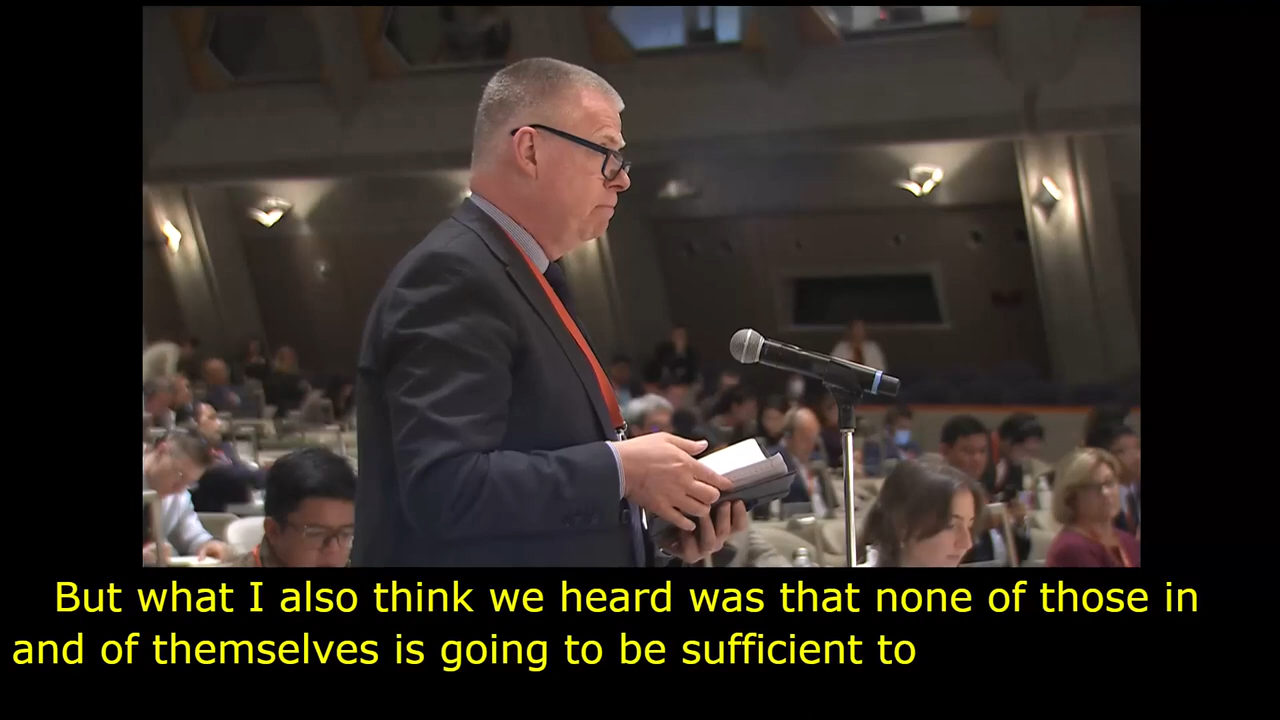 But what I also think we heard was that none of those in
and of themselves is going to be sufficient to